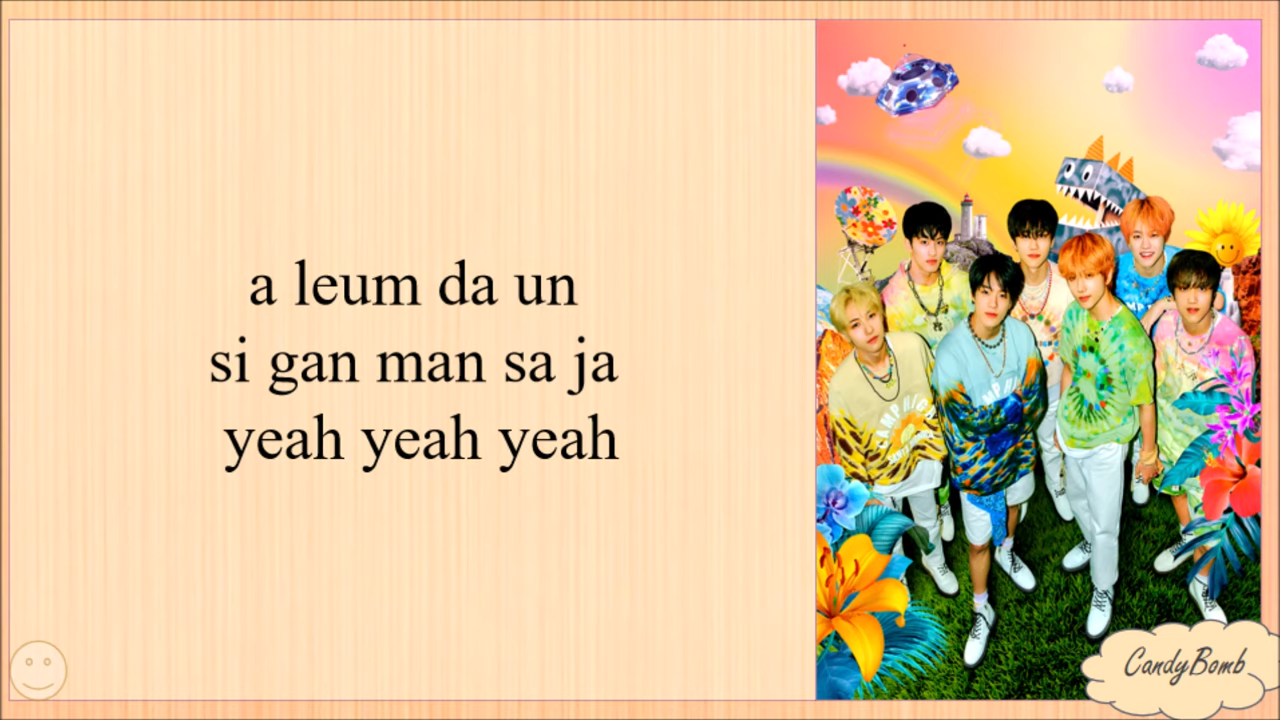 a leum da un
si gan man sa ja
yeah yeah yeah
CandyBomb